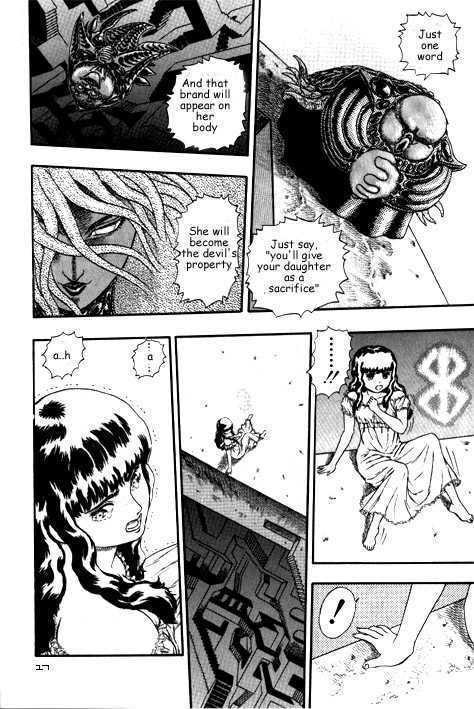 Just
one
word
Just say,
"you'll give
your daughter
as a
sacrifice"
And that
brand will
appear on
her
body
She will
become
the devil's
property
......!!
!
....a
a..h
27